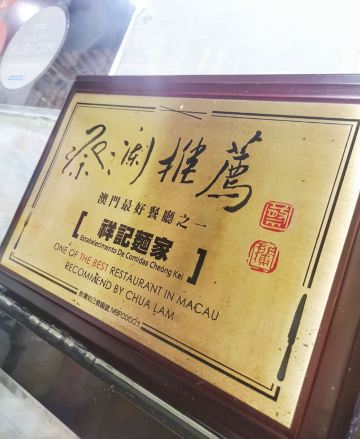 蔡瀾推薦
澳門最好餐廳之一
【祥記麵家】
Estabelecimento De Comidas Cheong Kei
ONE OF THE BEST RESTAURANT IN MACAU
RECOMMEND BY CHUA LAM
MICHELIN